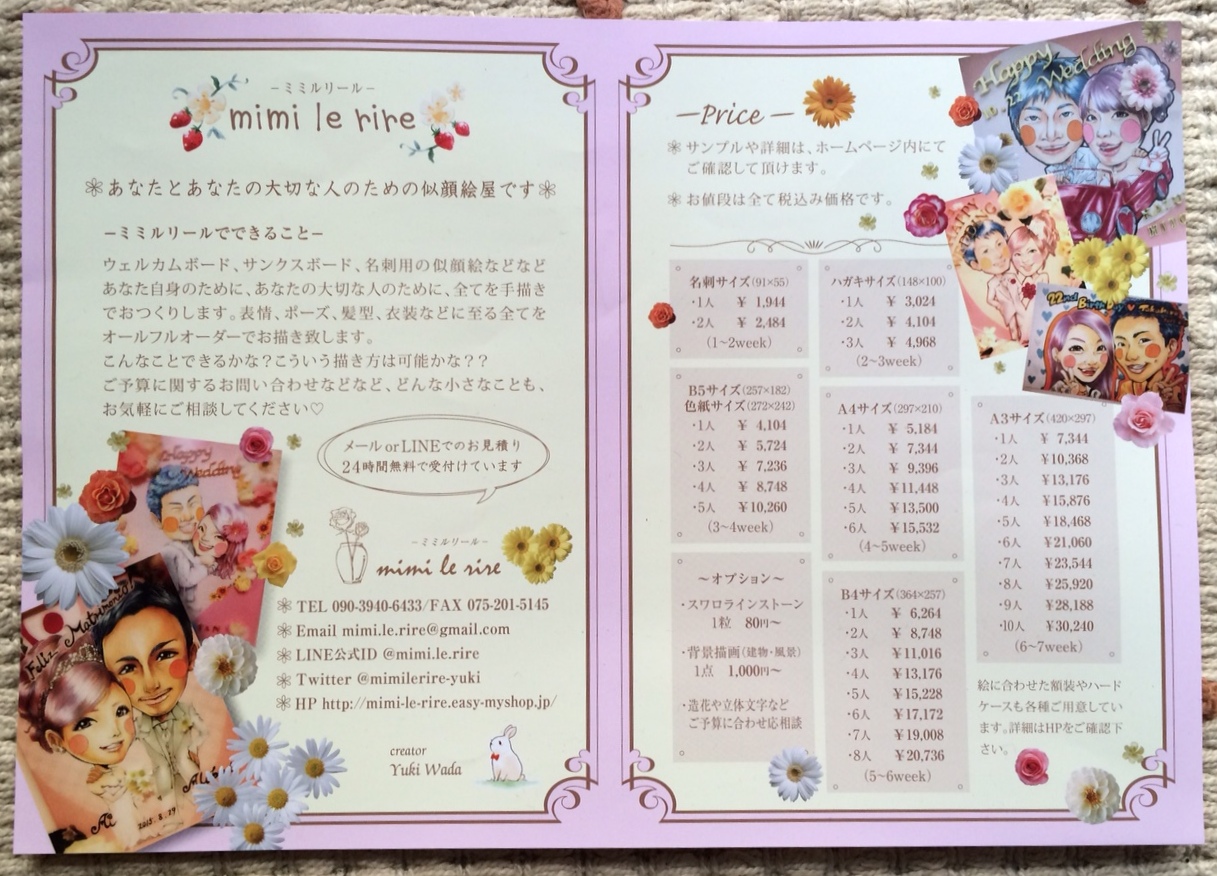 －ミミルリール－
mimi le rire
あなたとあなたの大切な人のための似顔絵屋です
－ミミルリールでできること－
ウェルカムボード、サンクスボード、名刺用の似顔絵などなど
あなた自身のために、あなたの大切な人のために、全てを手描き
でおつくりします。表情、ポーズ、髪型、衣装などに至る全てを
オールフルオーダーでお描き致します。
こんなことできるかな？こういう描き方は可能かな？？
ご予算に関するお問い合わせなどなど、どんな小さなことも、
お気軽にご相談してください♡
メールorLINEでのお見積り
24時間無料で受付けています
Happy
Wedding
－ミミルリール－
mimi le rire
TEL 090-3940-6433/FAX 075-201-5145
Email mimi.le.rire@gmail.com
LINE公式ID @mimi.le.rire
Twitter @mimilerire-yuki
HP http://mimi-le-rire.easy-myshop.jp/
creator
Yuki Wada
Feliz
Ai
2015.8.29
－Price－
サンプルや詳細は、ホームページ内にて
ご確認して頂けます。
お値段は全て税込み価格です。
Happy
Wedding
22nd Birth Day
名刺サイズ(91×55)
・1人 ￥ 1,944
・2人 ￥ 2,484
(1~2week)
ハガキサイズ(148×100)
・1人 ￥ 3,024
・2人 ￥ 4,104
・3人 ￥ 4,968
(2~3week)
B5サイズ(257×182)
色紙サイズ(272×242)
・1人 ￥ 4,104
・2人 ￥ 5,724
・3人 ￥ 7,236
・4人 ￥ 8,748
・5人 ￥10,260
(3~4week)
A4サイズ(297×210)
・1人 ￥ 5,184
・2人 ￥ 7,344
・3人 ￥ 9,396
・4人 ￥11,448
・5人 ￥13,500
・6人 ￥15,532
(4~5week)
A3サイズ(420×297)
・1人 ￥ 7,344
・2人 ￥10,368
・3人 ￥13,176
・4人 ￥15,876
・5人 ￥18,468
・6人 ￥21,060
・7人 ￥23,544
・8人 ￥25,920
・9人 ￥28,188
・10人 ￥30,240
(6~7week)
～オプション～
・スワロラインストーン
1粒 80円～
・背景描画(建物・風景)
1点 1,000円～
・造花や立体文字など
ご予算に合わせ応相談
B4サイズ(364×257)
・1人 ￥ 6,264
・2人 ￥ 8,748
・3人 ￥11,016
・4人 ￥13,176
・5人 ￥15,228
・6人 ￥17,172
・7人 ￥19,008
・8人 ￥20,736
(5~6week)
絵に合わせた額装やハード
ケースも各種ご用意してい
ます。詳細はHPをご確認下
さい。